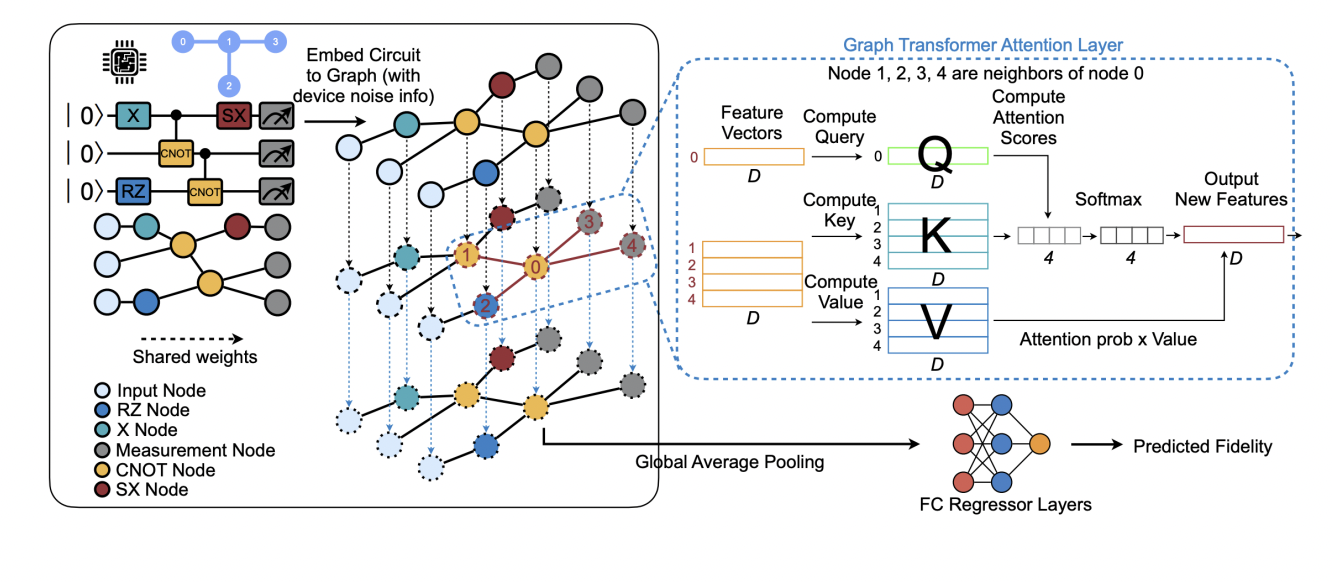 0 1 3
2
|0⟩ X SX
|0⟩ CNOT
|0⟩ RZ CNOT
Embed Circuit
to Graph (with
device noise info)
Shared weights
Input Node
RZ Node
X Node
Measurement Node
CNOT Node
SX Node
3
4
1
0
2
Graph Transformer Attention Layer
Node 1, 2, 3, 4 are neighbors of node 0
Feature
Vectors
0
D
1
2
3
4
D
Compute
Query
0
Q
D
Compute
Key
1
2
3
4
K
D
Compute
Value
1
2
3
4
V
D
Compute
Attention
Scores
4
Softmax
4
Output
New Features
D
Attention prob x Value
Global Average Pooling
FC Regressor Layers
Predicted Fidelity